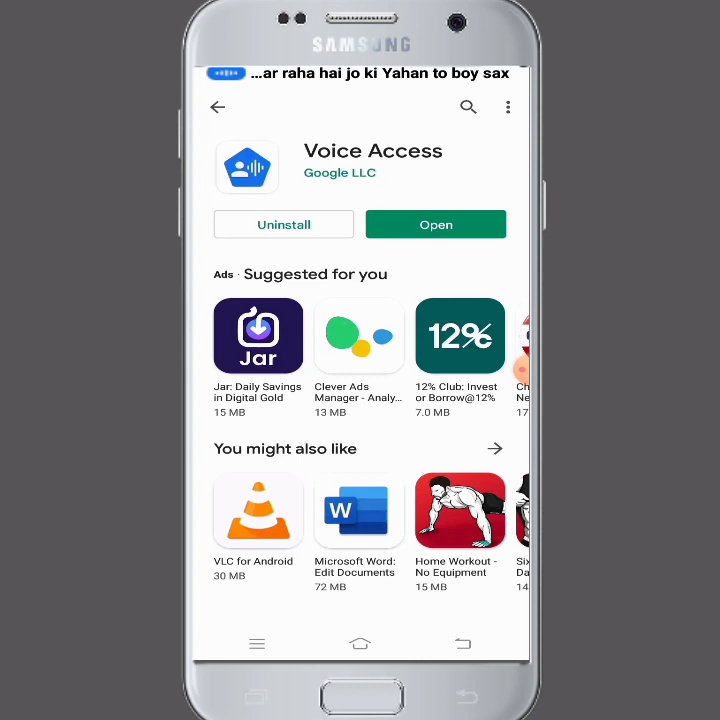 SAMSUNG
...ar raha hai jo ki Yahan to boy sax
Voice Access
Google LLC
Uninstall
Open
Ads · Suggested for you
Jar
12%
Jar: Daily Savings
in Digital Gold
15 MB
Clever Ads
Manager - Analy...
13 MB
12% Club: Invest
or Borrow@12%
7.0 MB
Ch
Ne
17
You might also like
W
VLC for Android
30 MB
Microsoft Word:
Edit Documents
72 MB
Home Workout -
No Equipment
15 MB
Six
Da
14